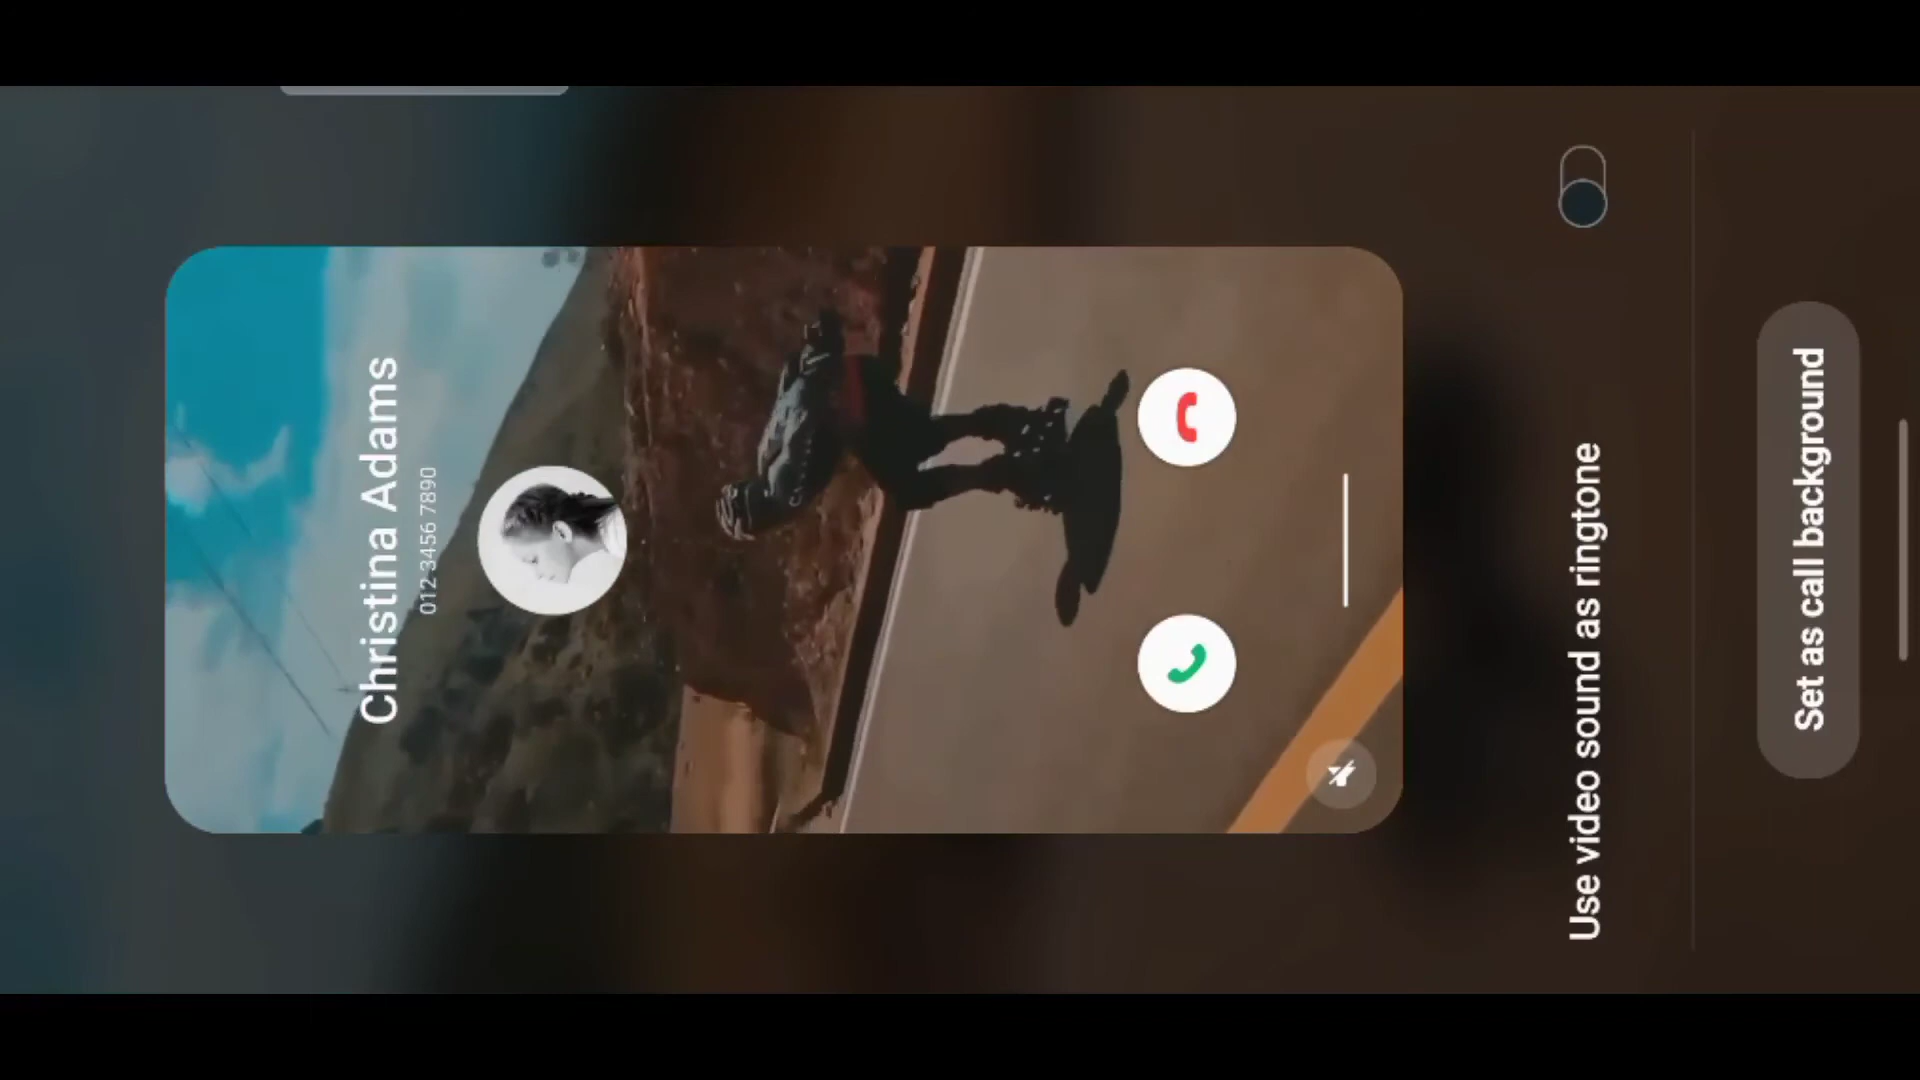 Christina Adams
012 3456 7890
Use video sound as ringtone
Set as call background